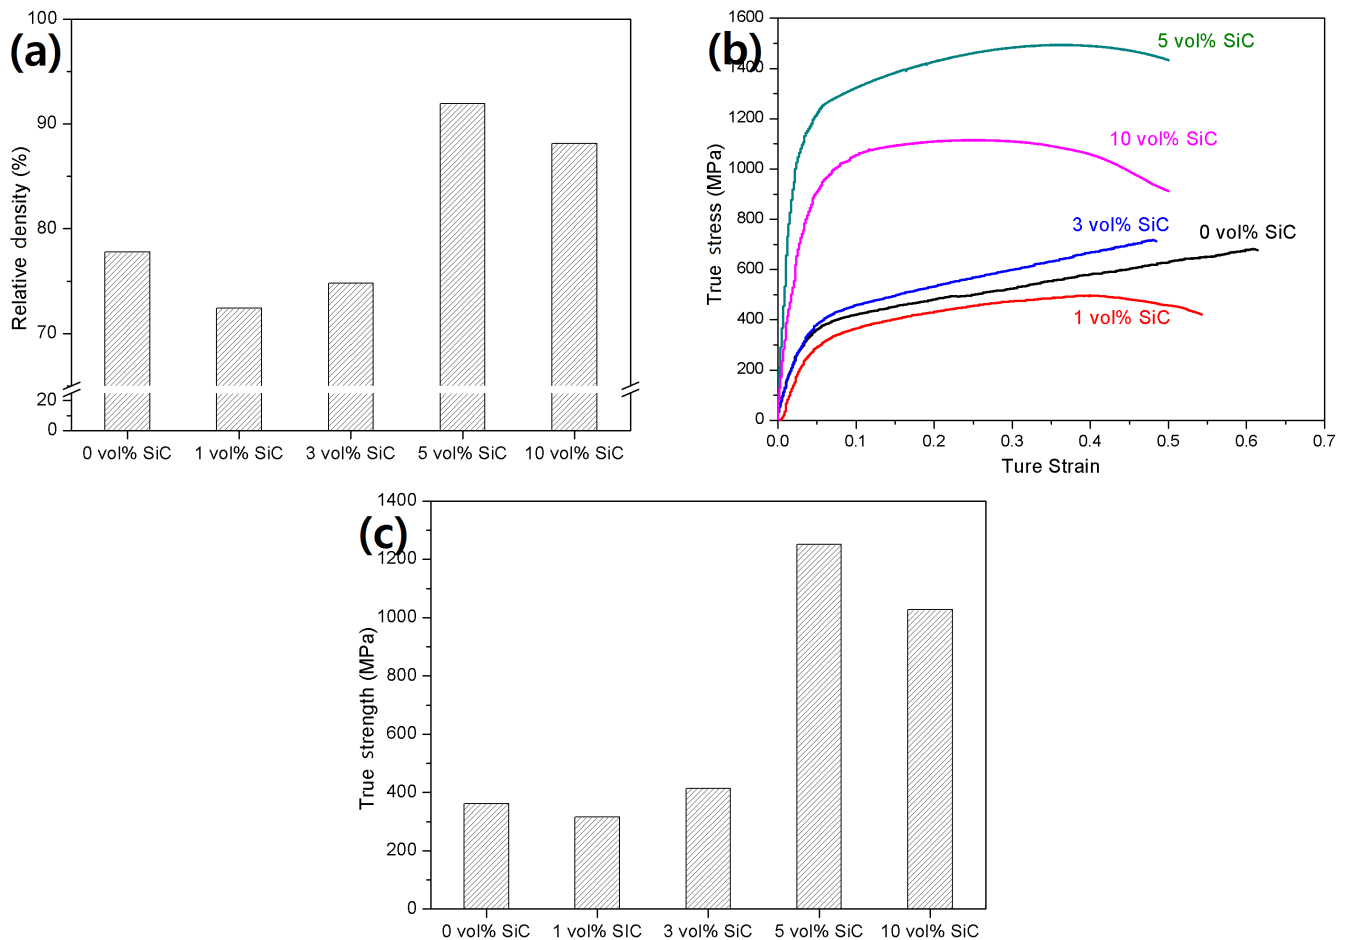 (a)
100
90
80
70
20
0
Relative density (%)
0 vol% SiC 1 vol% SiC 3 vol% SiC 5 vol% SiC 10 vol% SiC
(b)
1600
1400
1200
1000
800
600
400
200
0
True stress (MPa)
5 vol% SiC
10 vol% SiC
3 vol% SiC
0 vol% SiC
1 vol% SiC
0.0 0.1 0.2 0.3 0.4 0.5 0.6 0.7
Ture Strain
(c)
1400
1200
1000
800
600
400
200
0
True strength (MPa)
0 vol% SiC 1 vol% SIC 3 vol% SiC 5 vol% SiC 10 vol% SiC